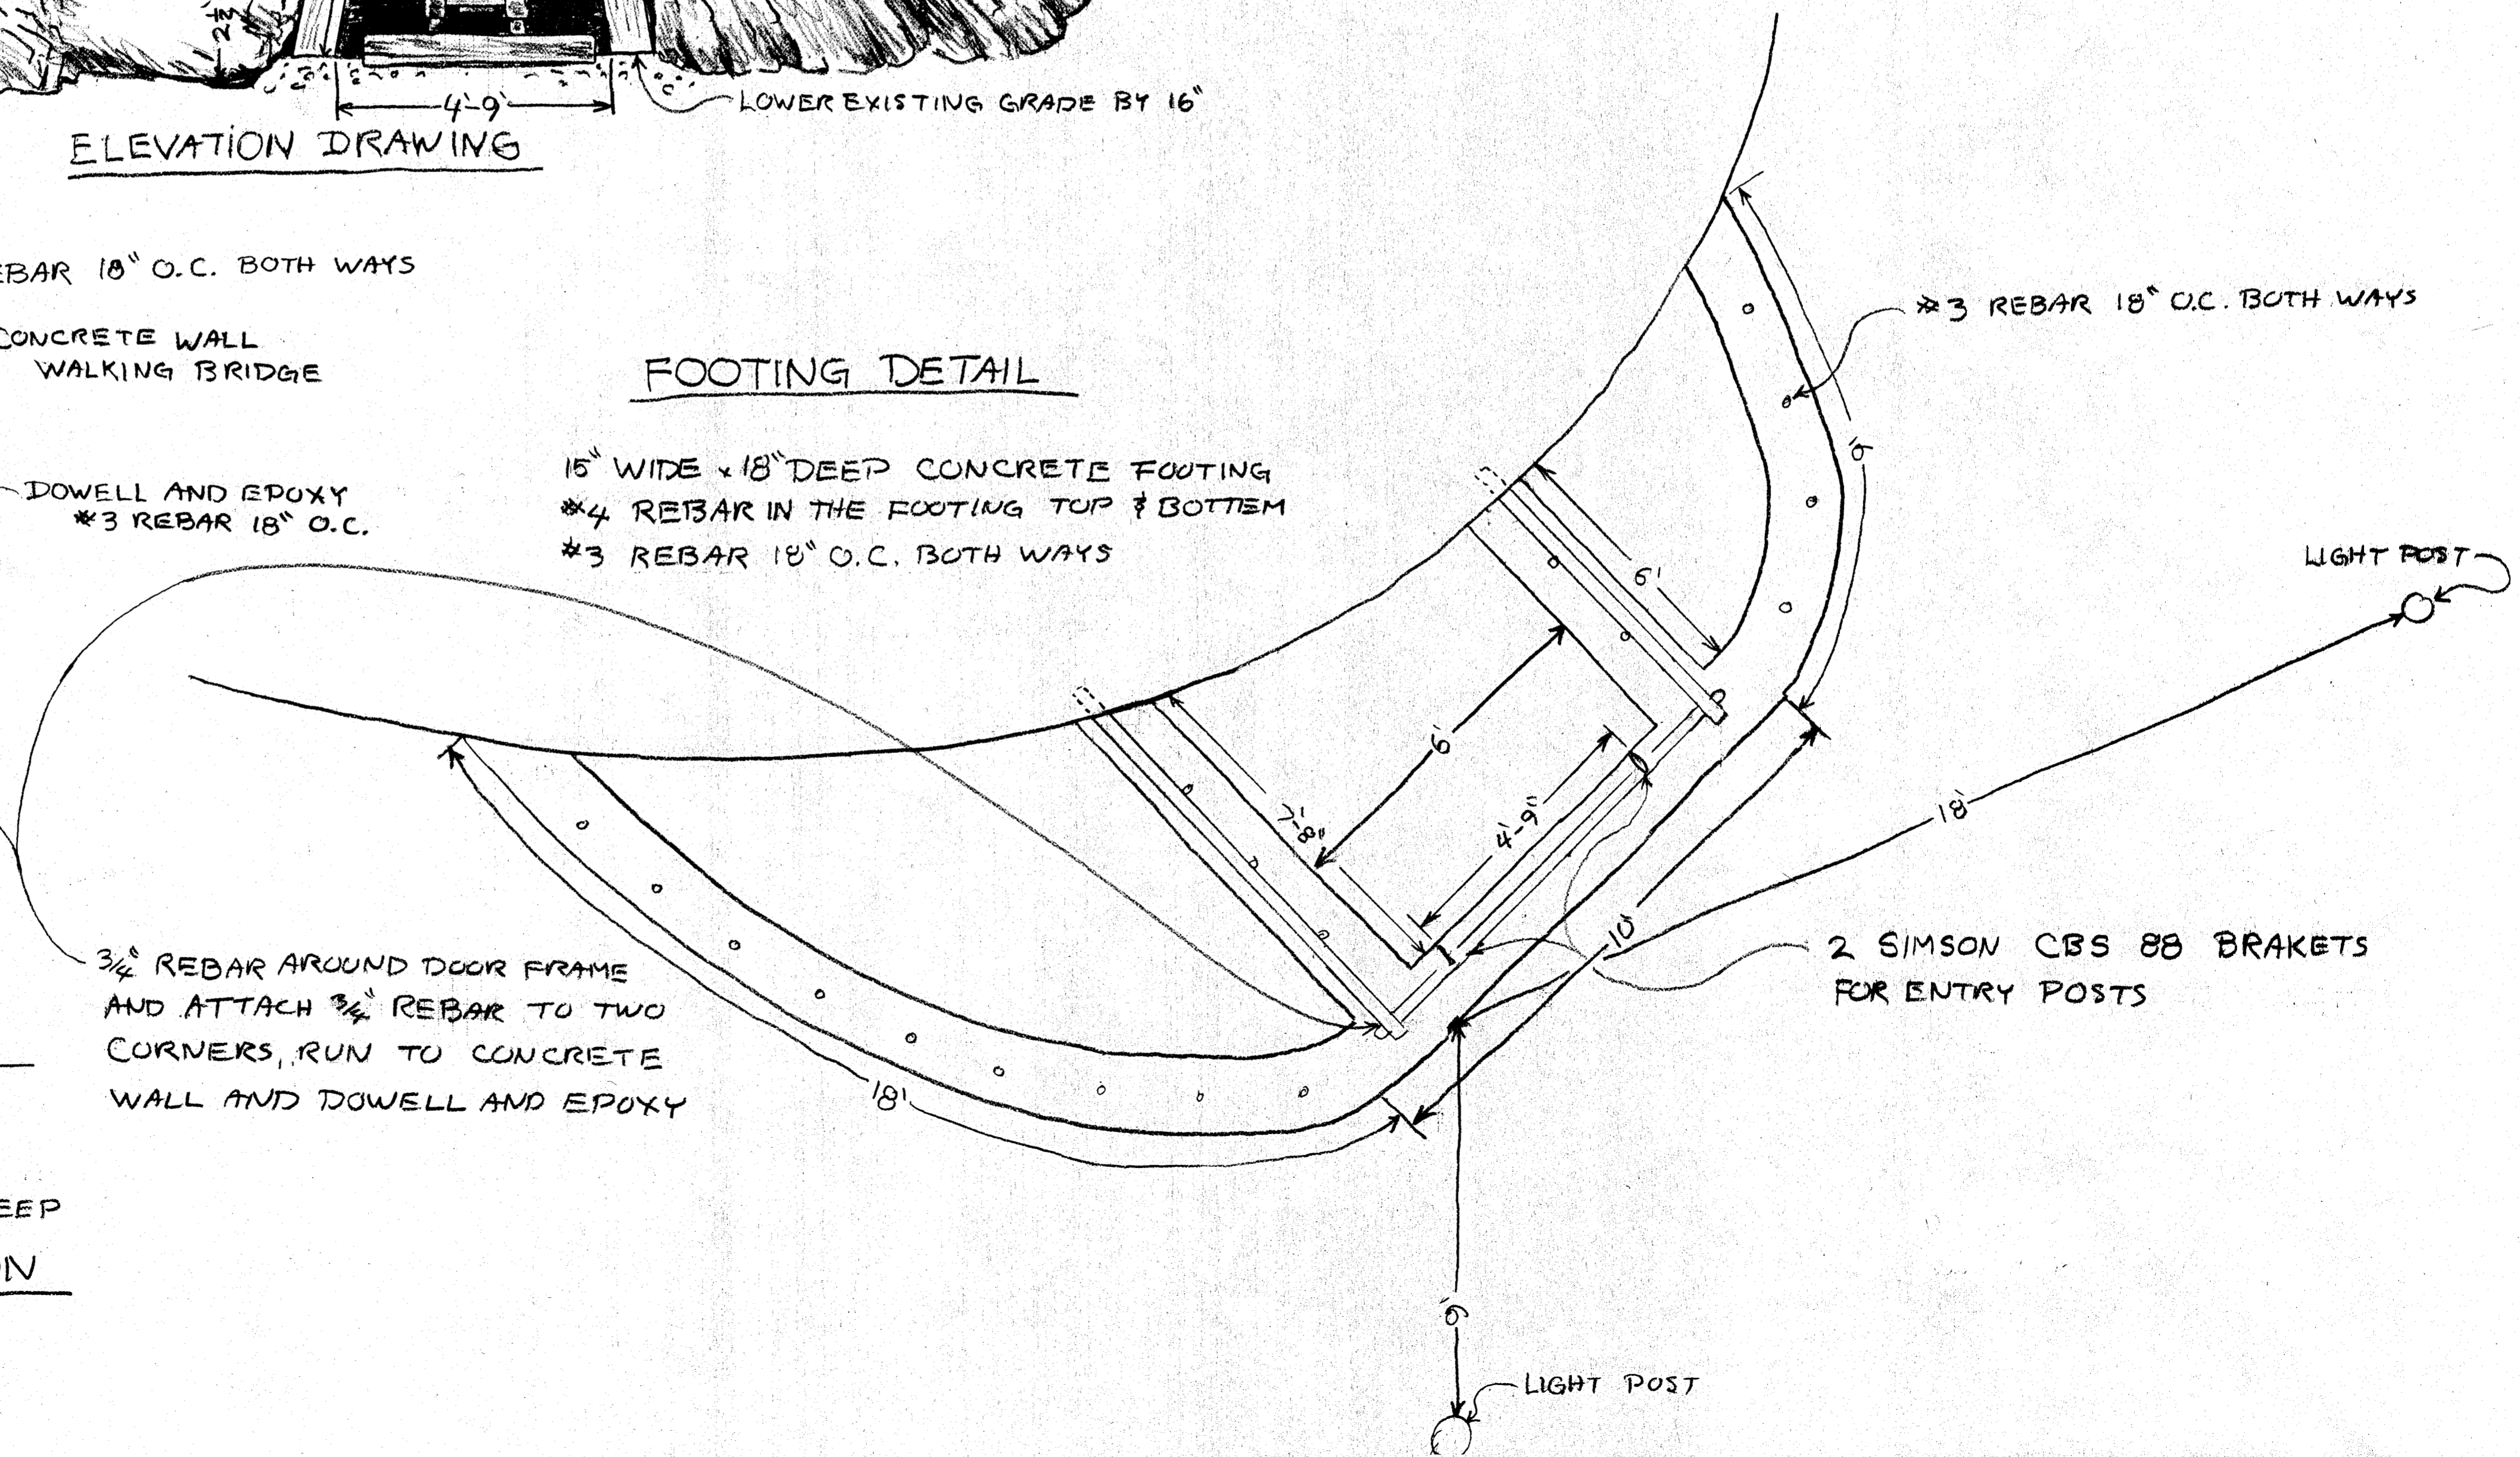 4'-9"
LOWER EXISTING GRADE BY 16"
ELEVATION DRAWING
18" O.C. BOTH WAYS
CONCRETE WALL
WALKING BRIDGE
DOWELL AND EPOXY
#3 REBAR 18" O.C.
FOOTING DETAIL
15" WIDE x 18" DEEP CONCRETE FOOTING
#4 REBAR IN THE FOOTING TOP & BOTTEM
#3 REBAR 18" O.C. BOTH WAYS
#3 REBAR 18" O.C. BOTH WAYS
LIGHT POST
6'
6'
7'-8"
4'-9"
18'
10'
2 SIMSON CBS 88 BRAKETS
FOR ENTRY POSTS
3/4" REBAR AROUND DOOR FRAME
AND ATTACH 3/4" REBAR TO TWO
CORNERS, RUN TO CONCRETE
WALL AND DOWELL AND EPOXY
18'
LIGHT POST